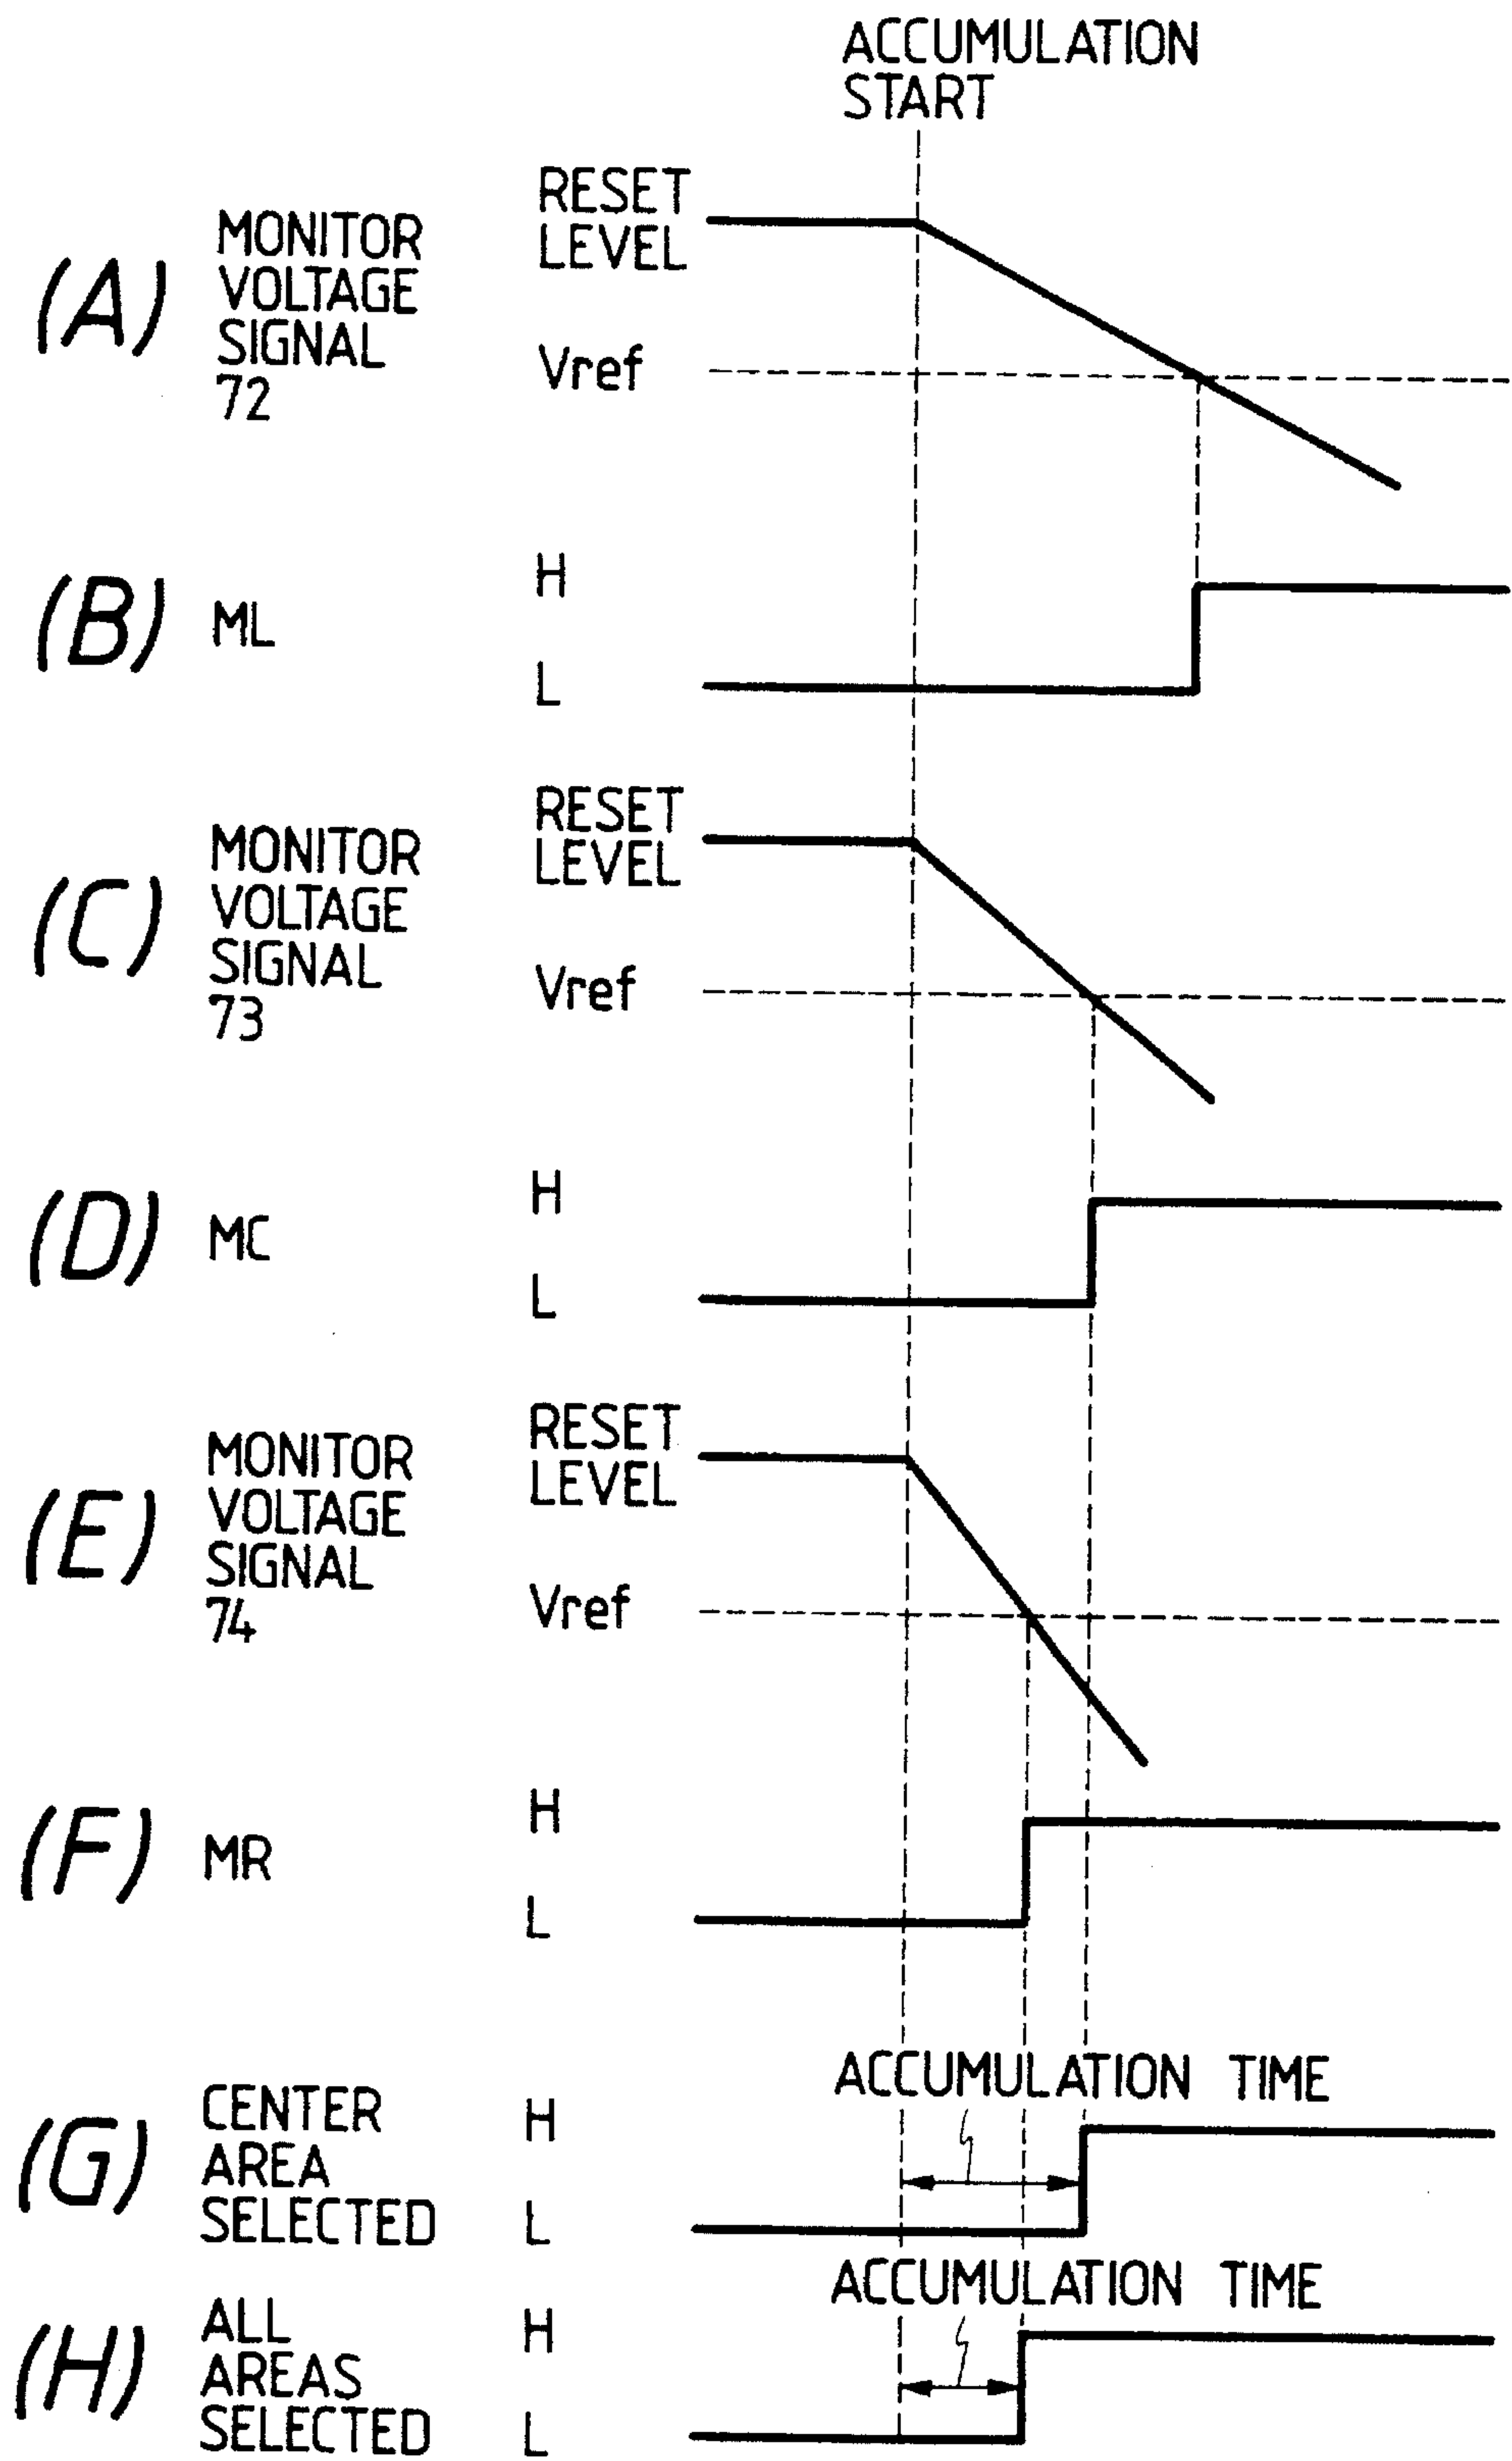 ACCUMULATION
START
(A)
MONITOR
VOLTAGE
SIGNAL
72
RESET
LEVEL
Vref
(B)
ML
H
L
(C)
MONITOR
VOLTAGE
SIGNAL
73
RESET
LEVEL
Vref
(D)
MC
H
L
(E)
MONITOR
VOLTAGE
SIGNAL
74
RESET
LEVEL
Vref
(F)
MR
H
L
(G)
CENTER
AREA
SELECTED
H
L
ACCUMULATION TIME
(H)
ALL
AREAS
SELECTED
H
L
ACCUMULATION TIME